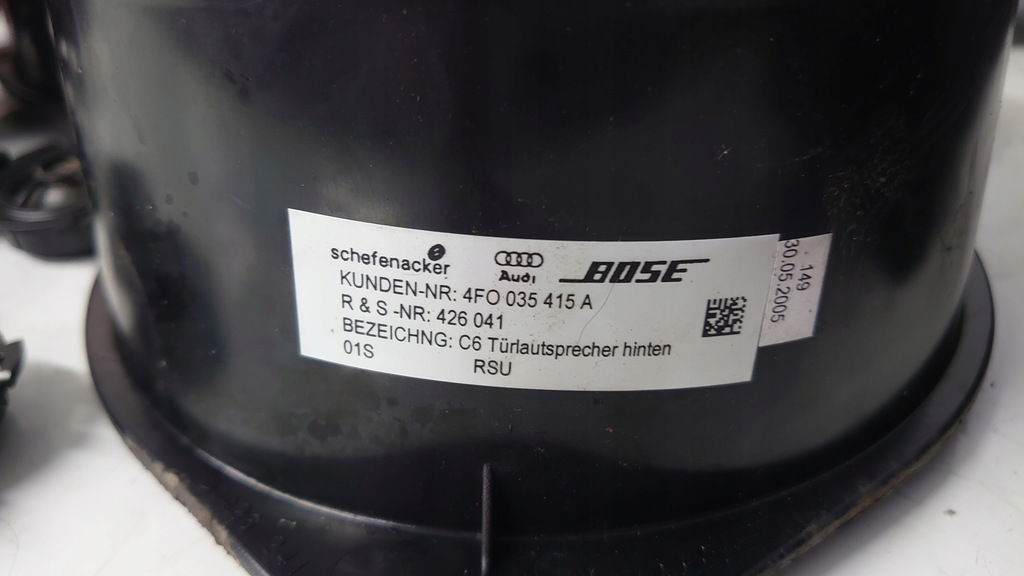 schefenacker Audi BOSE
KUNDEN-NR: 4FO 035 415 A
R & S -NR: 426 041
BEZEICHNG: C6 Türlautsprecher hinten
01S RSU
149
30.05.2005